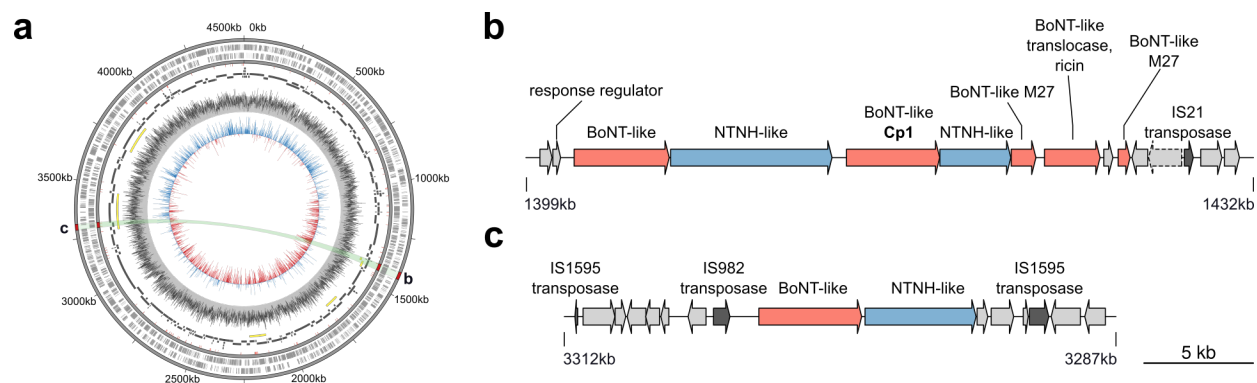 a
4500kb 0kb
500kb
1000kb
1500kb
2000kb
2500kb
3000kb
3500kb
4000kb
c
b
b
response regulator
BoNT-like
NTNH-like
BoNT-like
Cp1
NTNH-like
BoNT-like M27
BoNT-like
translocase,
ricin
BoNT-like
M27
IS21
transposase
1399kb
1432kb
c
IS1595
transposase
IS982
transposase
BoNT-like
NTNH-like
IS1595
transposase
3312kb
3287kb
5 kb